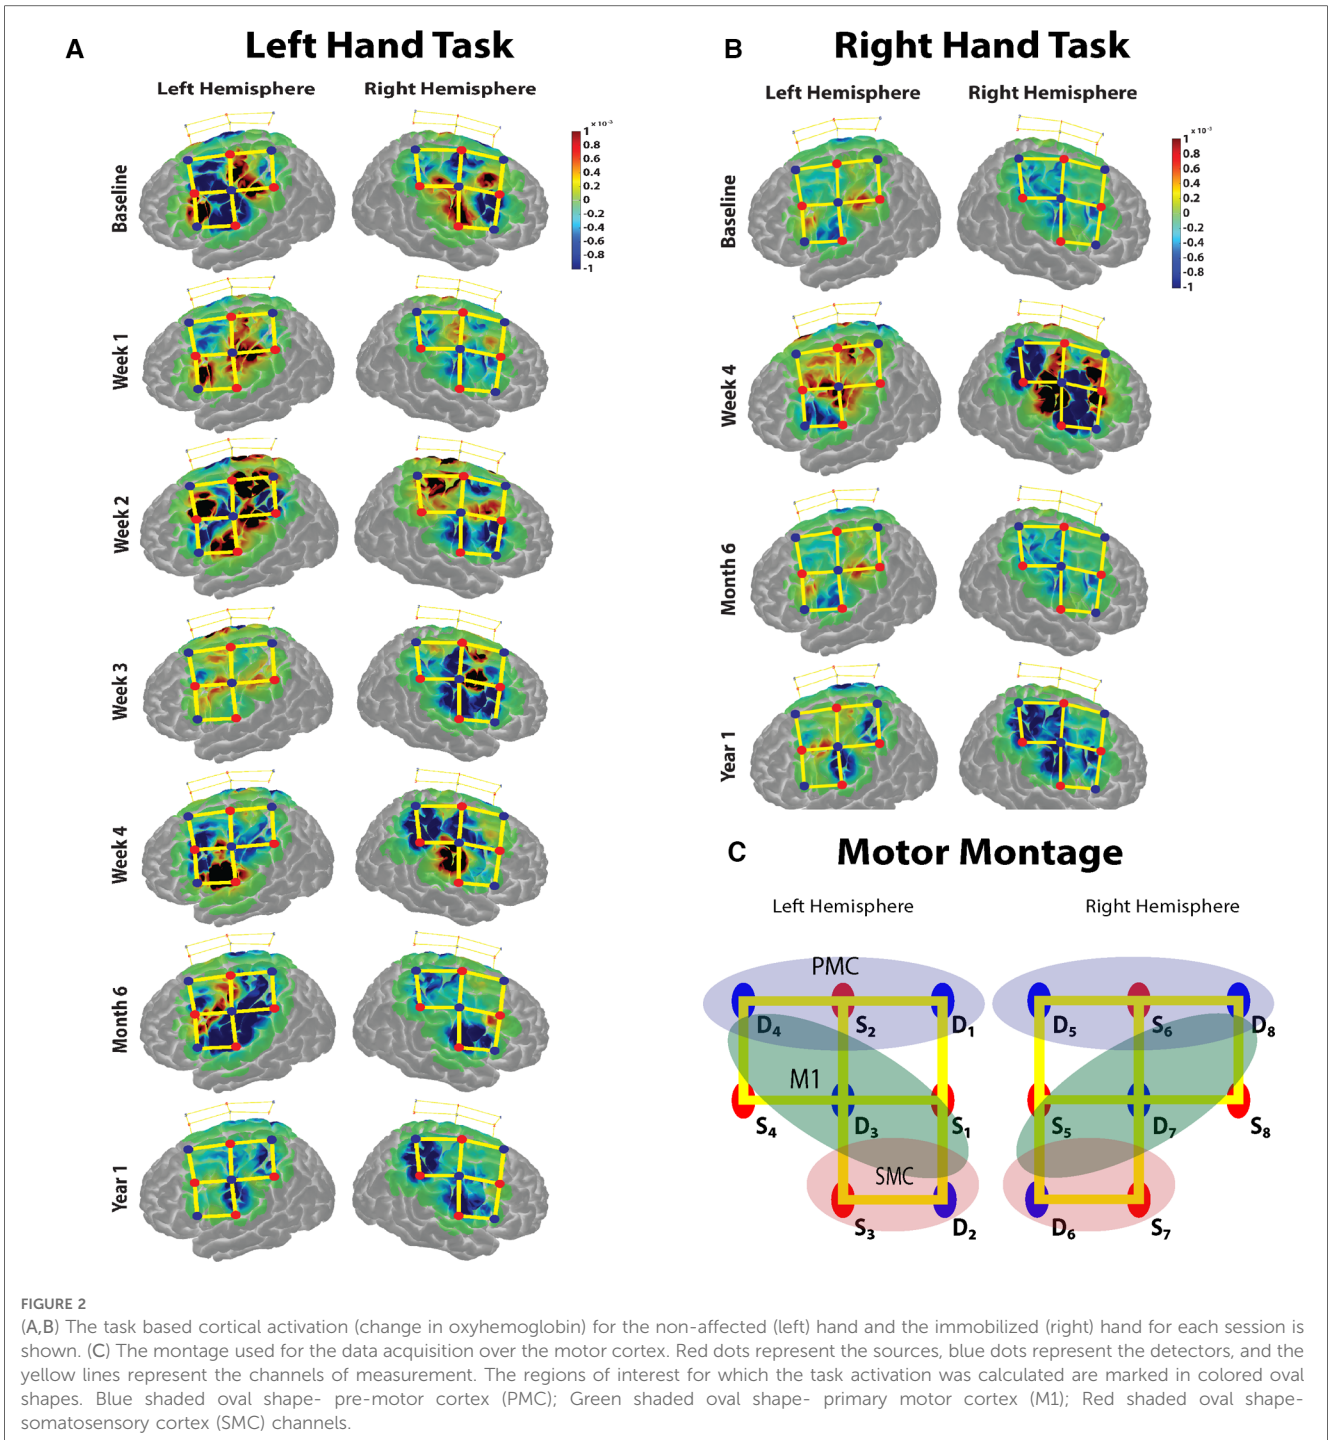 A
Left Hand Task
Left Hemisphere
Right Hemisphere
Baseline
1 × 10⁻³
0.8
0.6
0.4
0.2
0
-0.2
-0.4
-0.6
-0.8
-1
Week 1
Week 2
Week 3
Week 4
Month 6
Year 1
B
Right Hand Task
Left Hemisphere
Right Hemisphere
Baseline
1 × 10⁻³
0.8
0.6
0.4
0.2
0
-0.2
-0.4
-0.6
-0.8
-1
Week 4
Month 6
Year 1
C
Motor Montage
Left Hemisphere
Right Hemisphere
PMC
D₄ S₂ D₁ D₅ S₆ D₈
M1
S₄ D₃ S₁ S₅ D₇ S₈
SMC
S₃ D₂ D₆ S₇
FIGURE 2
(A,B) The task based cortical activation (change in oxyhemoglobin) for the non-affected (left) hand and the immobilized (right) hand for each session is
shown. (C) The montage used for the data acquisition over the motor cortex. Red dots represent the sources, blue dots represent the detectors, and the
yellow lines represent the channels of measurement. The regions of interest for which the task activation was calculated are marked in colored oval
shapes. Blue shaded oval shape- pre-motor cortex (PMC); Green shaded oval shape- primary motor cortex (M1); Red shaded oval shape-
somatosensory cortex (SMC) channels.